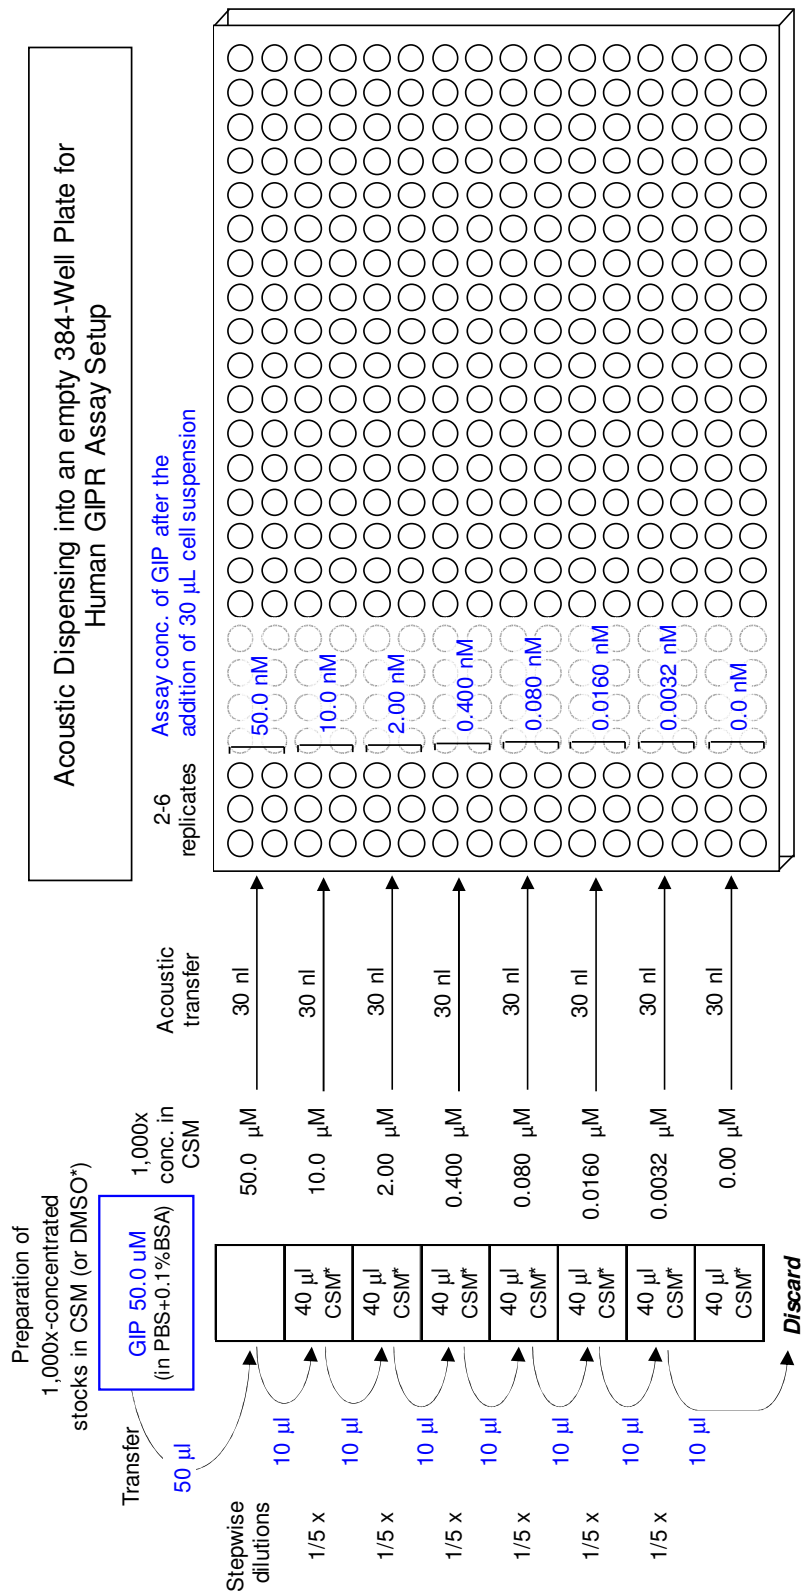 Acoustic Dispensing into an empty 384-Well Plate for
Human GIPR Assay Setup
Preparation of
1,000x-concentrated
stocks in CSM (or DMSO*)
Transfer
50 µl
GIP 50.0 uM
(in PBS+0.1%BSA)
1,000x
conc. in
CSM
Acoustic
transfer
2-6
replicates
Assay conc. of GIP after the
addition of 30 µL cell suspension
Stepwise
dilutions
50.0 µM
30 nl
50.0 nM
1/5 x
10 µl
40 µl
CSM*
10.0 µM
30 nl
10.0 nM
1/5 x
10 µl
40 µl
CSM*
2.00 µM
30 nl
2.00 nM
1/5 x
10 µl
40 µl
CSM*
0.400 µM
30 nl
0.400 nM
1/5 x
10 µl
40 µl
CSM*
0.080 µM
30 nl
0.080 nM
1/5 x
10 µl
40 µl
CSM*
0.0160 µM
30 nl
0.0160 nM
1/5 x
10 µl
40 µl
CSM*
0.0032 µM
30 nl
0.0032 nM
10 µl
40 µl
CSM*
0.00 µM
30 nl
0.0 nM
Discard